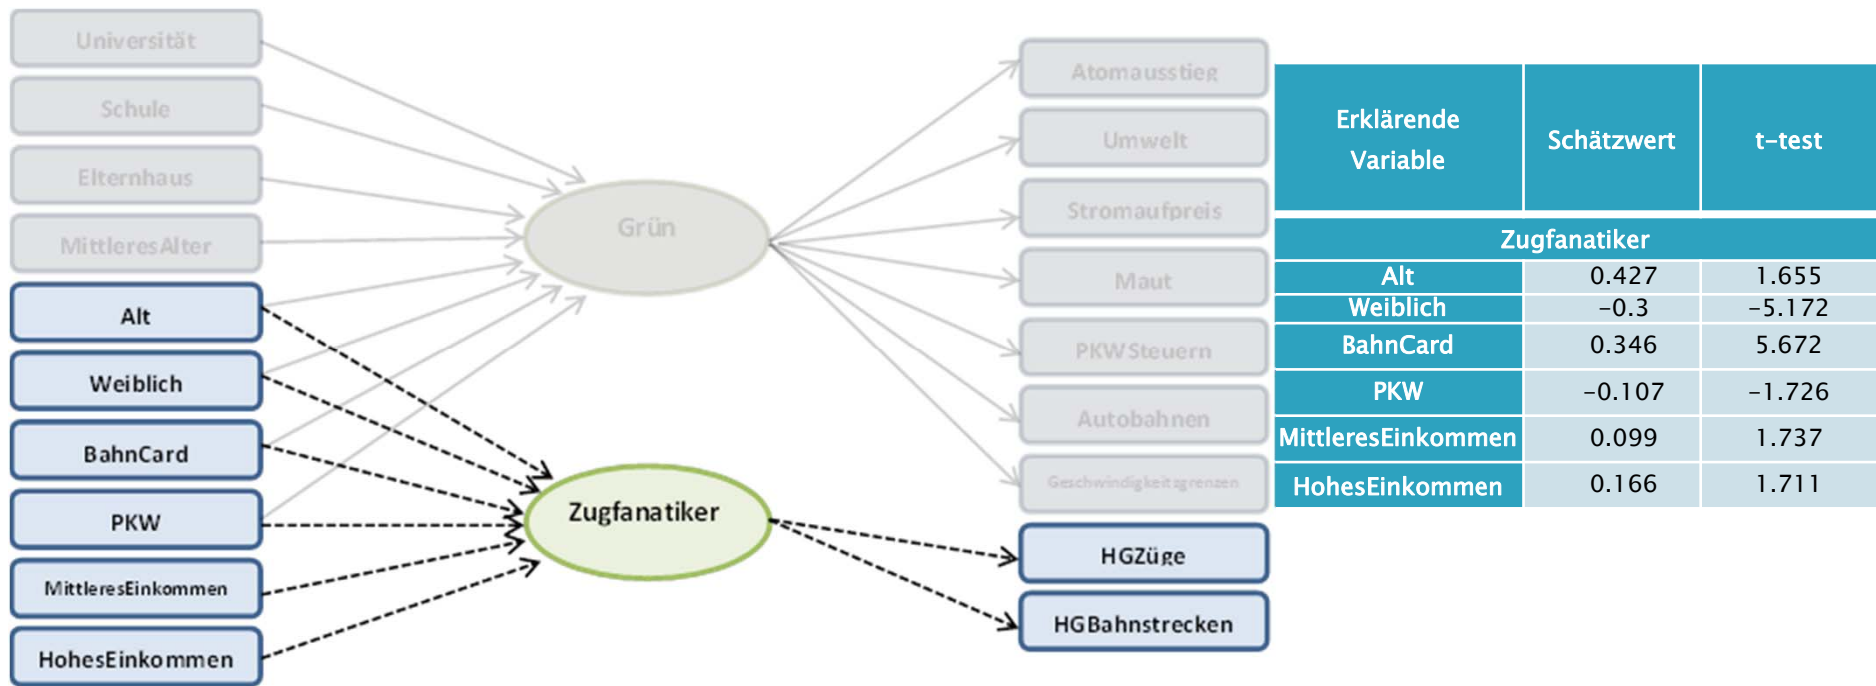 Universität
Schule
Elternhaus
MittleresAlter
Alt
Weiblich
BahnCard
PKW
MittleresEinkommen
HohesEinkommen
Grün
Zugfanatiker
Atomausstieg
Umwelt
Stromaufpreis
Maut
PKWSteuern
Autobahnen
Geschwindigkeitsgrenzen
HGZüge
HGBahnstrecken
Erklärende
Variable Schätzwert t-test
Zugfanatiker
Alt 0.427 1.655
Weiblich -0.3 -5.172
BahnCard 0.346 5.672
PKW -0.107 -1.726
MittleresEinkommen 0.099 1.737
HohesEinkommen 0.166 1.711